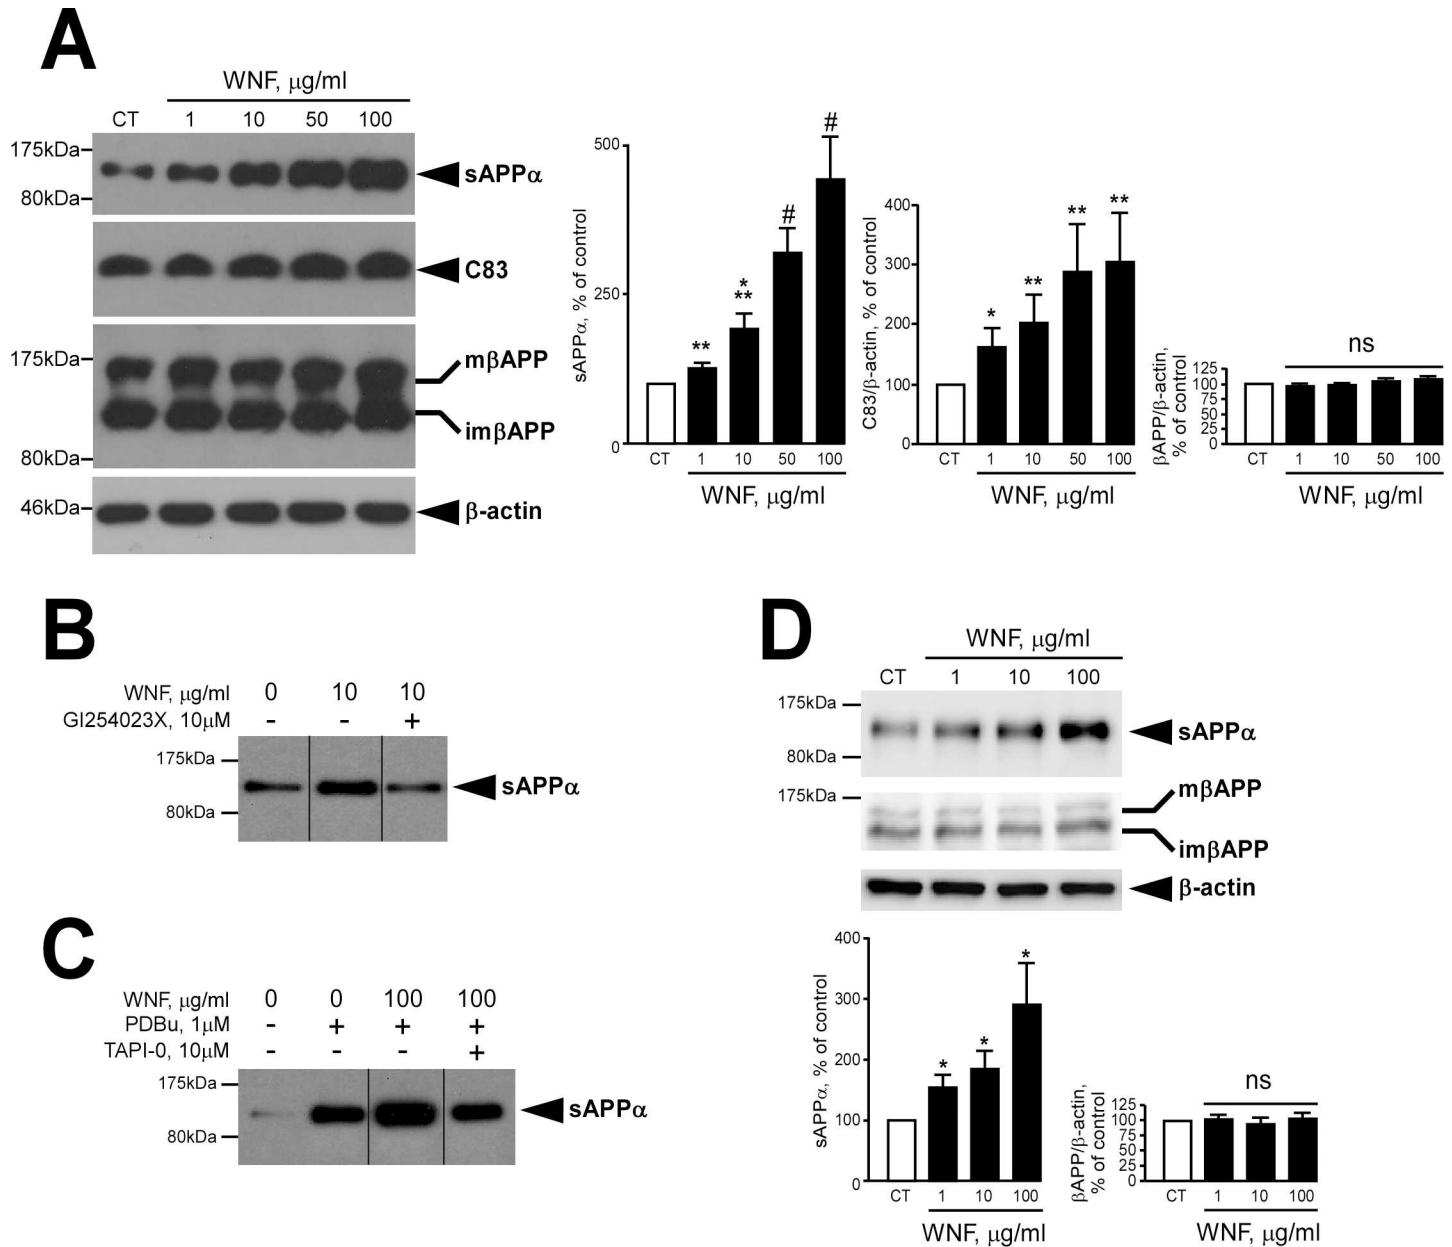 A
WNF, μg/ml
CT 1 10 50 100
175kDa
80kDa
sAPPα
C83
175kDa
80kDa
mβAPP
imβAPP
46kDa
β-actin
sAPPα, % of control
500
250
0
** * ** # #
CT 1 10 50 100
WNF, μg/ml
C83/β-actin, % of control
400
300
200
100
0
* ** ** **
CT 1 10 50 100
WNF, μg/ml
βAPP/β-actin,
% of control
125
100
75
50
25
0
ns
CT 1 10 50 100
WNF, μg/ml
B
WNF, μg/ml 0 10 10
GI254023X, 10μM - - +
175kDa
80kDa
sAPPα
C
WNF, μg/ml 0 0 100 100
PDBu, 1μM - + + +
TAPI-0, 10μM - - - +
175kDa
80kDa
sAPPα
D
WNF, μg/ml
CT 1 10 100
175kDa
80kDa
sAPPα
175kDa
mβAPP
imβAPP
β-actin
sAPPα, % of control
400
300
200
100
0
* * *
CT 1 10 100
WNF, μg/ml
βAPP/β-actin,
% of control
125
100
75
50
25
0
ns
CT 1 10 100
WNF, μg/ml